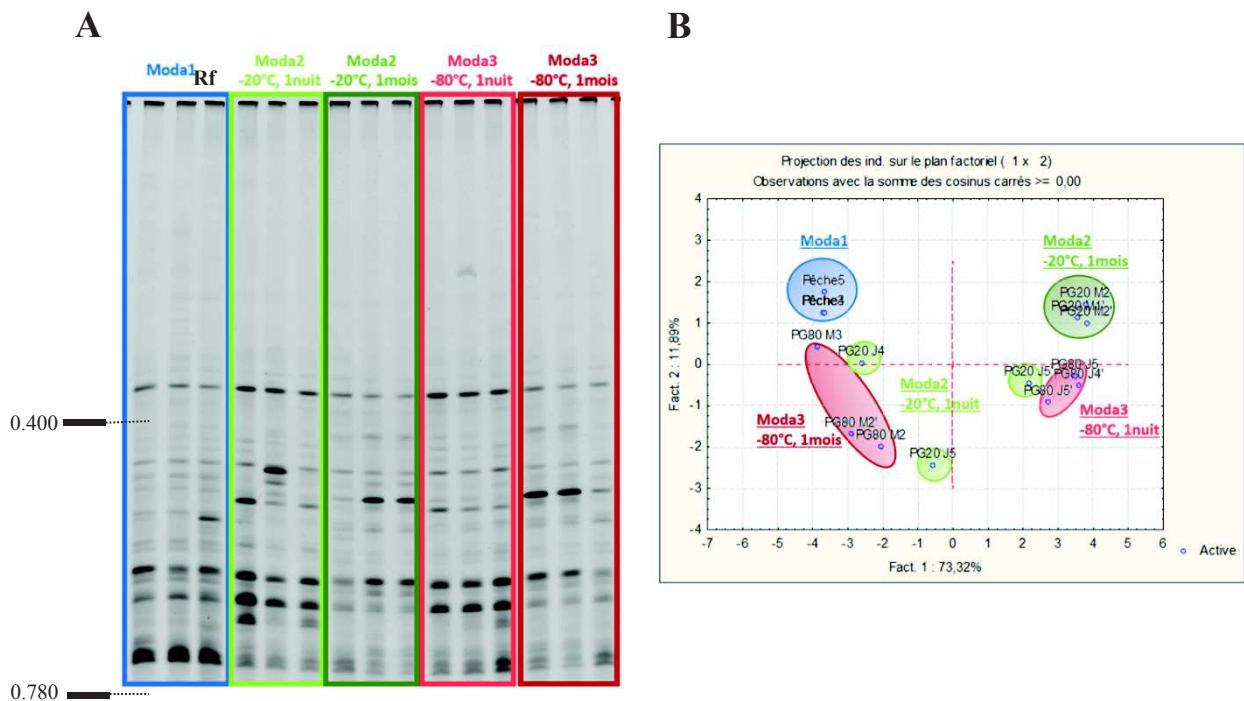 A
B
Moda1
Rf
Moda2
-20°C, 1nuit
Moda2
-20°C, 1mois
Moda3
-80°C, 1nuit
Moda3
-80°C, 1mois
0.400
0.780
Projection des ind. sur le plan factoriel ( 1 x 2)
Observations avec la somme des cosinus carrés >= 0,00
4
3
2
1
0
-1
-2
-3
-4
Fact. 2 : 11,89%
Moda1
Pêche5
PG80 M3
PG20 J4
Moda2
-20°C, 1mois
PG20 M2
PG20 M1'
PG20 M2'
PG20 J5
PG80 J5
PG80 J4'
PG80 J5'
Moda2
-20°C, 1nuit
Moda3
-80°C, 1nuit
Moda3
-80°C, 1mois
PG80 M2'
PG80 M2
PG20 J5
-7 -6 -5 -4 -3 -2 -1 0 1 2 3 4 5 6
Fact. 1 : 73,32%
Active